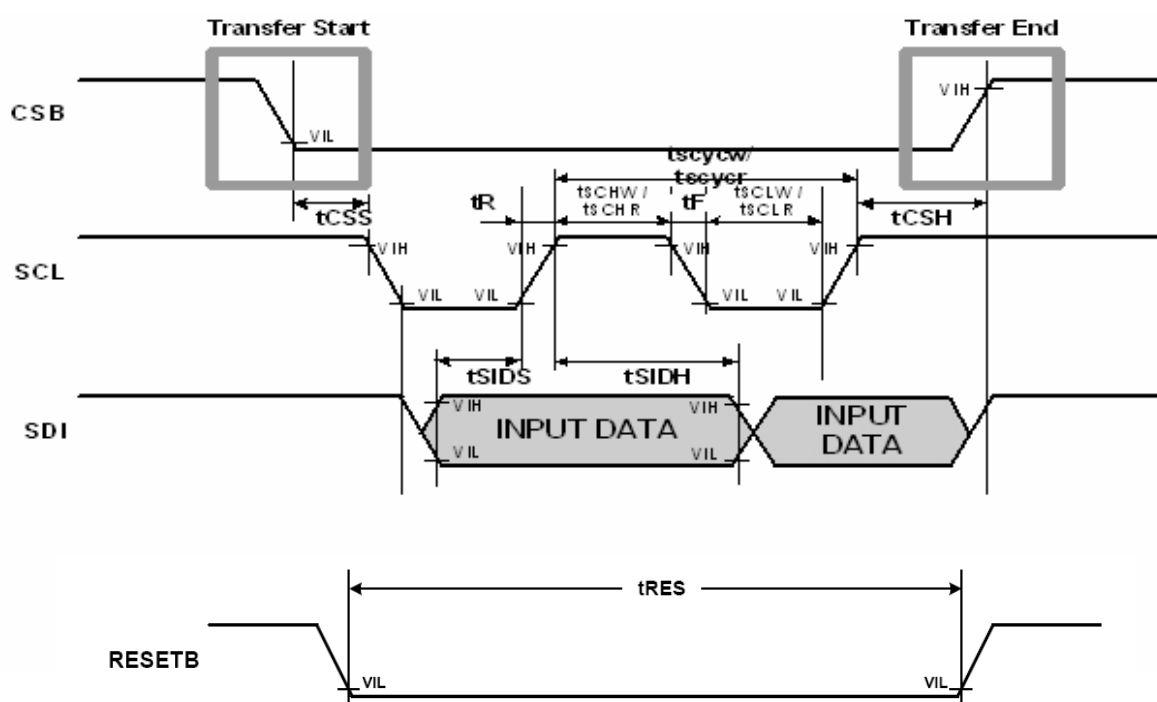 Transfer Start
Transfer End
CSB
VIL
VIH
tscycw/
tscycr
tCSS
tR
tSCHW /
tSCHR
tF
tSCLW /
tSCLR
tCSH
SCL
VIH
VIL
VIL
VIH
VIH
VIL
VIL
VIH
tSIDS
tSIDH
SDI
VIH
VIL
INPUT DATA
VIH
VIL
INPUT
DATA
tRES
RESETB
VIL
VIL